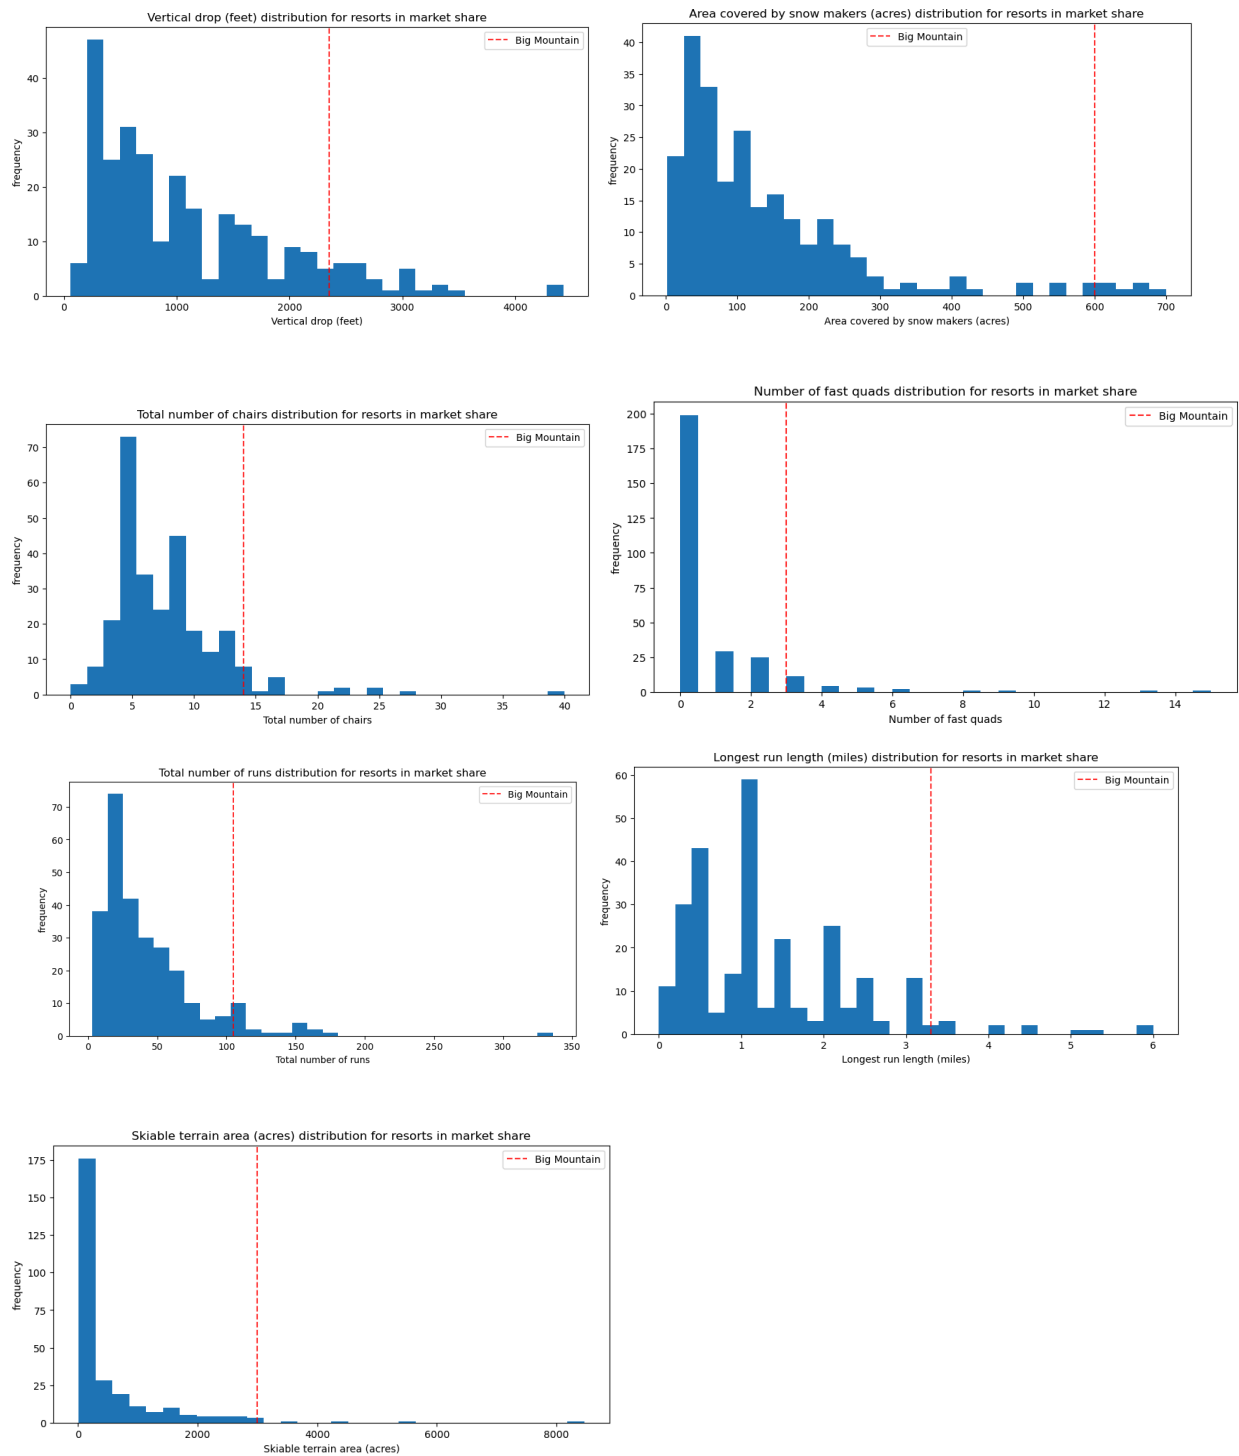 Vertical drop (feet) distribution for resorts in market share
Big Mountain
frequency
0
10
20
30
40
0 1000 2000 3000 4000
Vertical drop (feet)
Area covered by snow makers (acres) distribution for resorts in market share
Big Mountain
frequency
40
35
30
25
20
15
10
5
0
0 100 200 300 400 500 600 700
Area covered by snow makers (acres)
Total number of chairs distribution for resorts in market share
Big Mountain
frequency
70
60
50
40
30
20
10
0
0 5 10 15 20 25 30 35 40
Total number of chairs
Number of fast quads distribution for resorts in market share
Big Mountain
frequency
200
175
150
125
100
75
50
25
0
0 2 4 6 8 10 12 14
Number of fast quads
Total number of runs distribution for resorts in market share
Big Mountain
frequency
70
60
50
40
30
20
10
0
0 50 100 150 200 250 300 350
Total number of runs
Longest run length (miles) distribution for resorts in market share
Big Mountain
frequency
60
50
40
30
20
10
0
0 1 2 3 4 5 6
Longest run length (miles)
Skiable terrain area (acres) distribution for resorts in market share
Big Mountain
frequency
175
150
125
100
75
50
25
0
0 2000 4000 6000 8000
Skiable terrain area (acres)